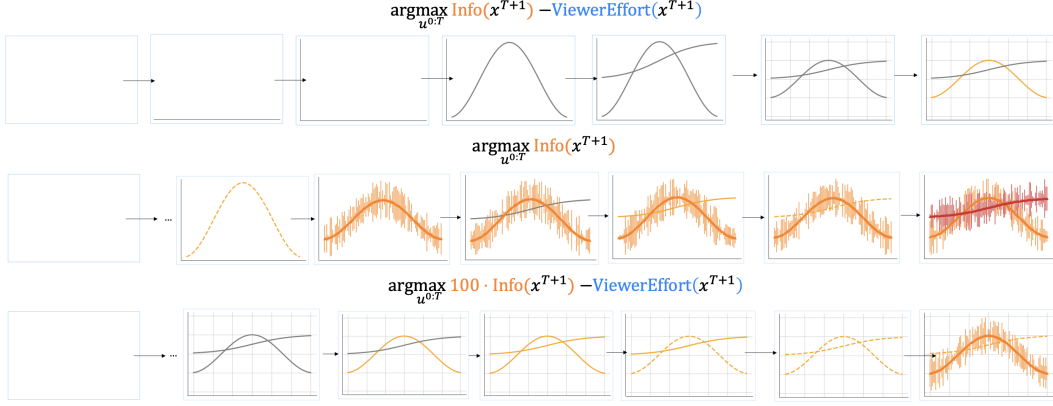 argmax Info(x^{T+1}) −ViewerEffort(x^{T+1})
u^{0:T}
argmax Info(x^{T+1})
u^{0:T}
...
argmax 100 · Info(x^{T+1}) −ViewerEffort(x^{T+1})
u^{0:T}
...